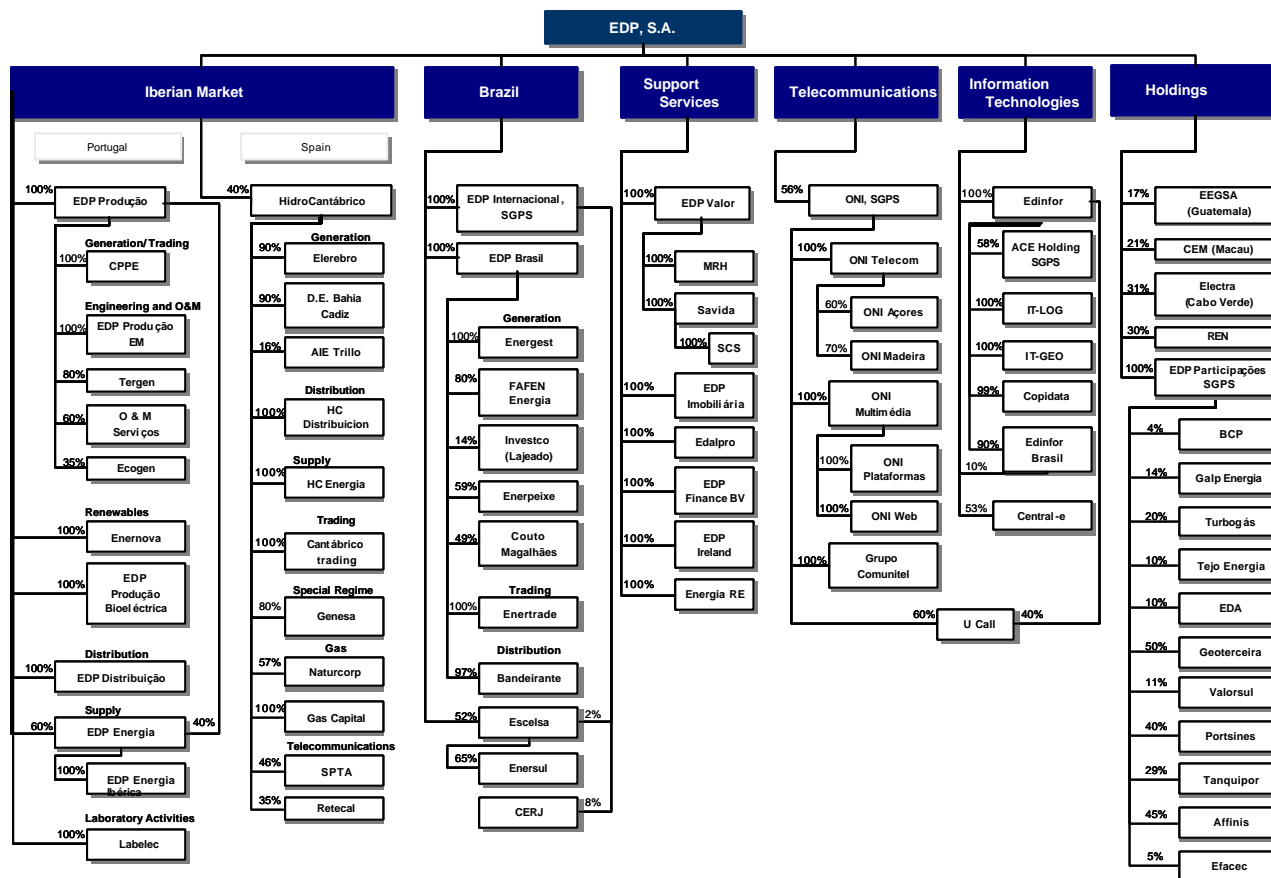 EDP, S.A.
Iberian Market
Portugal
100%
EDP Produção
Generation/ Trading
100%
CPPE
Engineering and O&M
100%
EDP Produção
EM
80%
Tergen
60%
O & M
Serviços
35%
Ecogen
Renewables
100%
Enernova
100%
EDP
Produção
Bioeléctrica
Distribution
100%
EDP Distribuição
Supply
60%
EDP Energia
40%
100%
EDP Energia
Ibérica
Laboratory Activities
100%
Labelec
Spain
40%
HidroCantábrico
Generation
90%
Elerebro
90%
D.E. Bahia
Cadiz
16%
AIE Trillo
Distribution
100%
HC
Distribuicion
Supply
100%
HC Energia
Trading
100%
Cantábrico
trading
Special Regime
80%
Genesa
Gas
57%
Naturcorp
100%
Gas Capital
Telecommunications
46%
SPTA
35%
Retecal
Brazil
100%
EDP Internacional,
SGPS
100%
EDP Brasil
Generation
100%
Energest
80%
FAFEN
Energia
14%
Investco
(Lajeado)
59%
Enerpeixe
49%
Couto
Magalhães
Trading
100%
Enertrade
Distribution
97%
Bandeirante
52%
Escelsa
2%
65%
Enersul
CERJ
8%
Support
Services
100%
EDP Valor
100%
MRH
100%
Savida
100%
SCS
100%
EDP
Imobiliária
100%
Edalpro
100%
EDP
Finance BV
100%
EDP
Ireland
100%
Energia RE
Telecommunications
56%
ONI, SGPS
100%
ONI Telecom
60%
ONI Açores
70%
ONI Madeira
100%
ONI
Multimédia
100%
ONI
Plataformas
100%
ONI Web
100%
Grupo
Comunitel
60%
U Call
40%
Information
Technologies
100%
Edinfor
58%
ACE Holding
SGPS
100%
IT-LOG
100%
IT-GEO
99%
Copidata
90%
Edinfor
Brasil
10%
53%
Central-e
Holdings
17%
EEGSA
(Guatemala)
21%
CEM (Macau)
31%
Electra
(Cabo Verde)
30%
REN
100%
EDP Participações
SGPS
4%
BCP
14%
Galp Energia
20%
Turbogás
10%
Tejo Energia
10%
EDA
50%
Geoterceira
11%
Valorsul
40%
Portsines
29%
Tanquipor
45%
Affinis
5%
Efacec